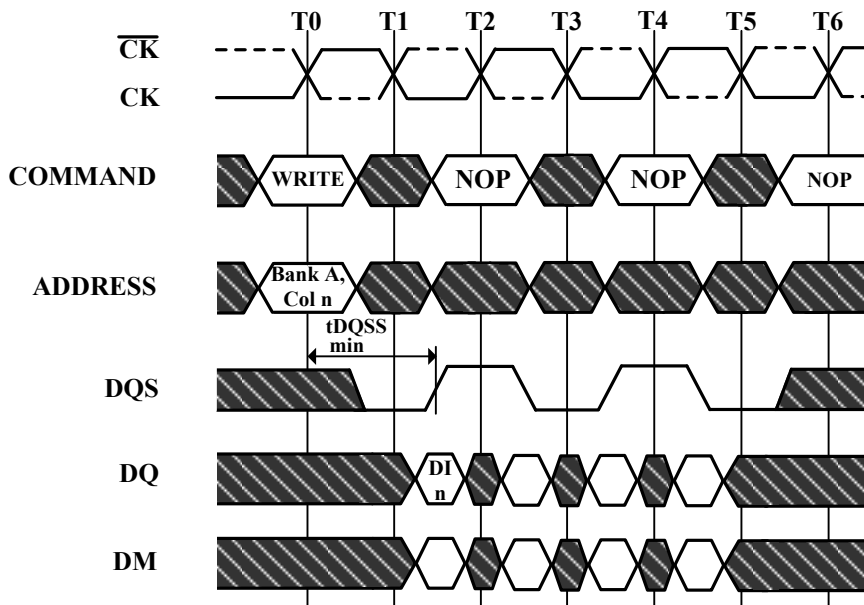 T0 T1 T2 T3 T4 T5 T6
CK
CK
COMMAND
WRITE NOP NOP NOP
ADDRESS
Bank A,
Col n
tDQSS
min
DQS
DQ
DI
n
DM